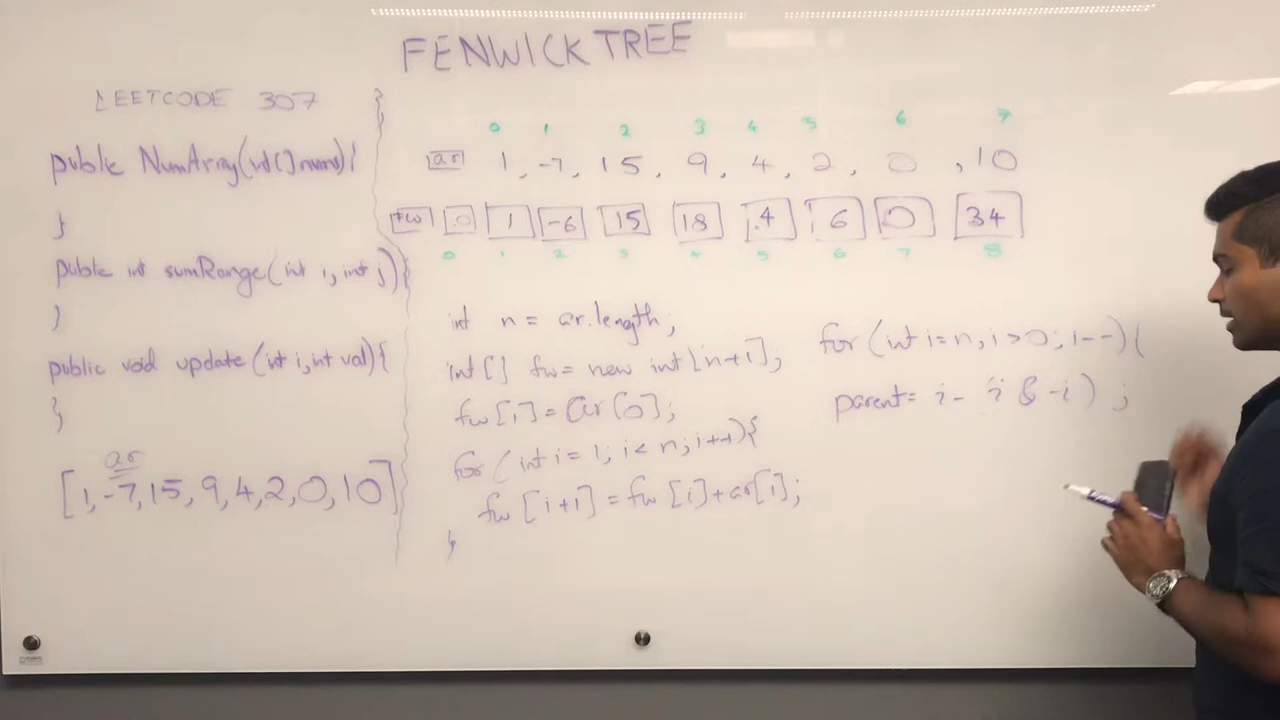 FENWICK TREE
LEETCODE 307
public NumArray(int[] nums){
}
public int sumRange(int i, int j){
}
public void update(int i, int val){
}
ar
[1,-7,15,9,4,2,0,10]
}
0 1 2 3 4 5 6 7
ar 1, -7, 15, 9, 4, 2, 0, 10
fw 0 1 -6 15 18 4 6 0 34
0 1 2 3 4 5 6 7 8
int n = ar.length;
int[] fw = new int[n+1];
fw[1] = ar[0];
for (int i = 1; i < n; i++){
fw[i+1] = fw[i]+ar[i];
}
for (int i=n, i>0; i--){
parent= i- i & -i) ;